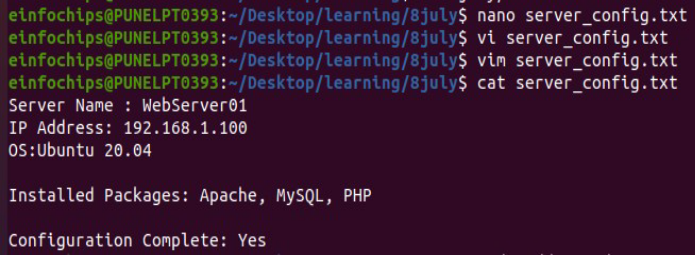 einfochips@PUNELPT0393:~/Desktop/learning/8july$ nano server_config.txt
einfochips@PUNELPT0393:~/Desktop/learning/8july$ vi server_config.txt
einfochips@PUNELPT0393:~/Desktop/learning/8july$ vim server_config.txt
einfochips@PUNELPT0393:~/Desktop/learning/8july$ cat server_config.txt
Server Name : WebServer01
IP Address: 192.168.1.100
OS:Ubuntu 20.04
Installed Packages: Apache, MySQL, PHP
Configuration Complete: Yes